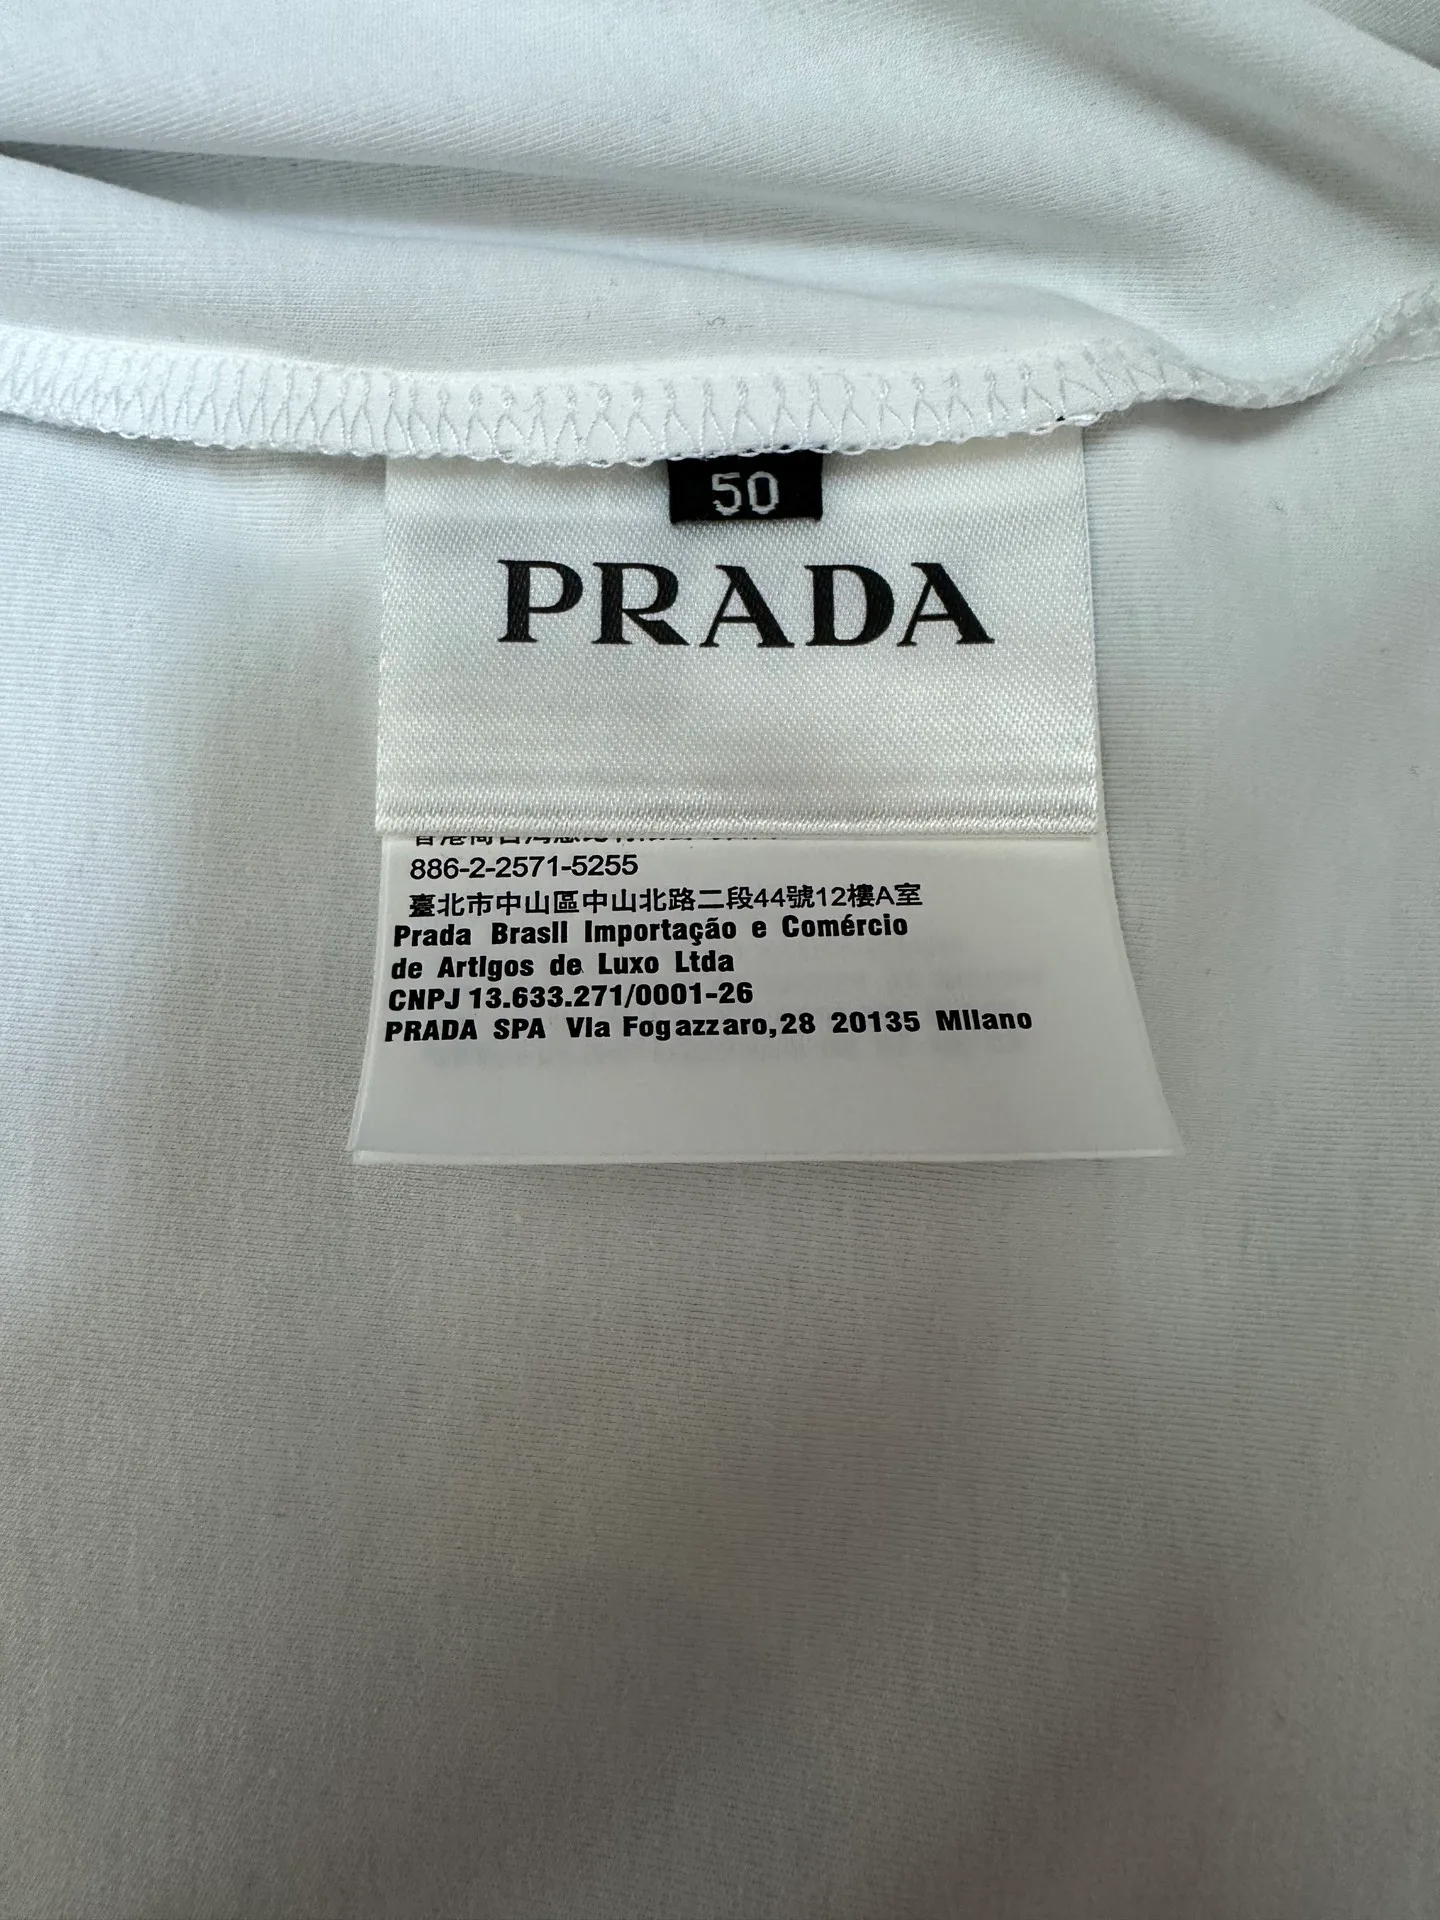 50
PRADA
886-2-2571-5255
臺北市中山區中山北路二段44號12樓A室
Prada Brasil Importação e Comércio
de Artigos de Luxo Ltda
CNPJ 13.633.271/0001-26
PRADA SPA Via Fogazzaro,28 20135 Milano